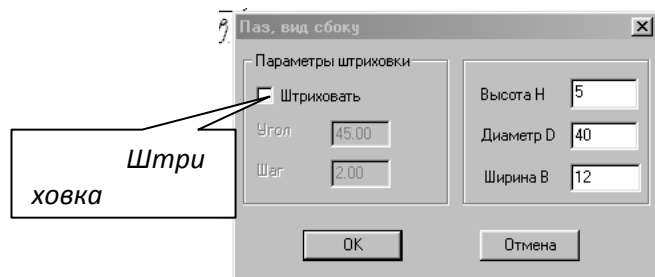 Паз, вид сбоку
Параметры штриховки
Штриховать
Угол 45.00
Шаг 2.00
Высота H 5
Диаметр D 40
Ширина B 12
OK Отмена
Штри
ховка